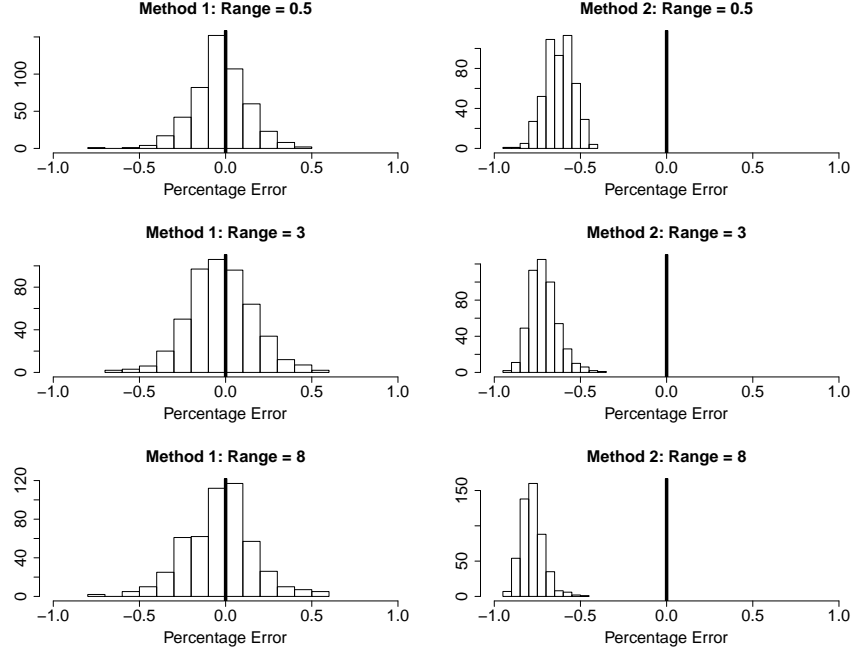 Method 1: Range = 0.5
0 50 100
−1.0 −0.5 0.0 0.5 1.0
Percentage Error
Method 2: Range = 0.5
0 40 80
−1.0 −0.5 0.0 0.5 1.0
Percentage Error
Method 1: Range = 3
0 40 80
−1.0 −0.5 0.0 0.5 1.0
Percentage Error
Method 2: Range = 3
0 40 80
−1.0 −0.5 0.0 0.5 1.0
Percentage Error
Method 1: Range = 8
0 40 80 120
−1.0 −0.5 0.0 0.5 1.0
Percentage Error
Method 2: Range = 8
0 50 150
−1.0 −0.5 0.0 0.5 1.0
Percentage Error